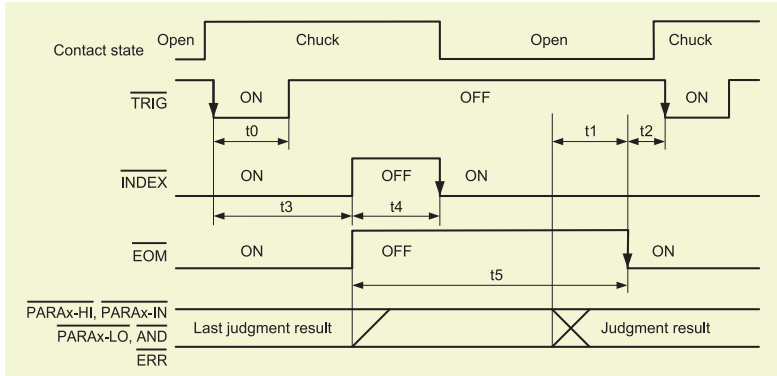 Contact state Open Chuck Open Chuck
TRIG ON OFF ON
t0 t1 t2
INDEX ON OFF ON
t3 t4
EOM ON OFF ON
t5
PARAx-HI, PARAx-IN
PARAx-LO, AND Last judgment result Judgment result
ERR